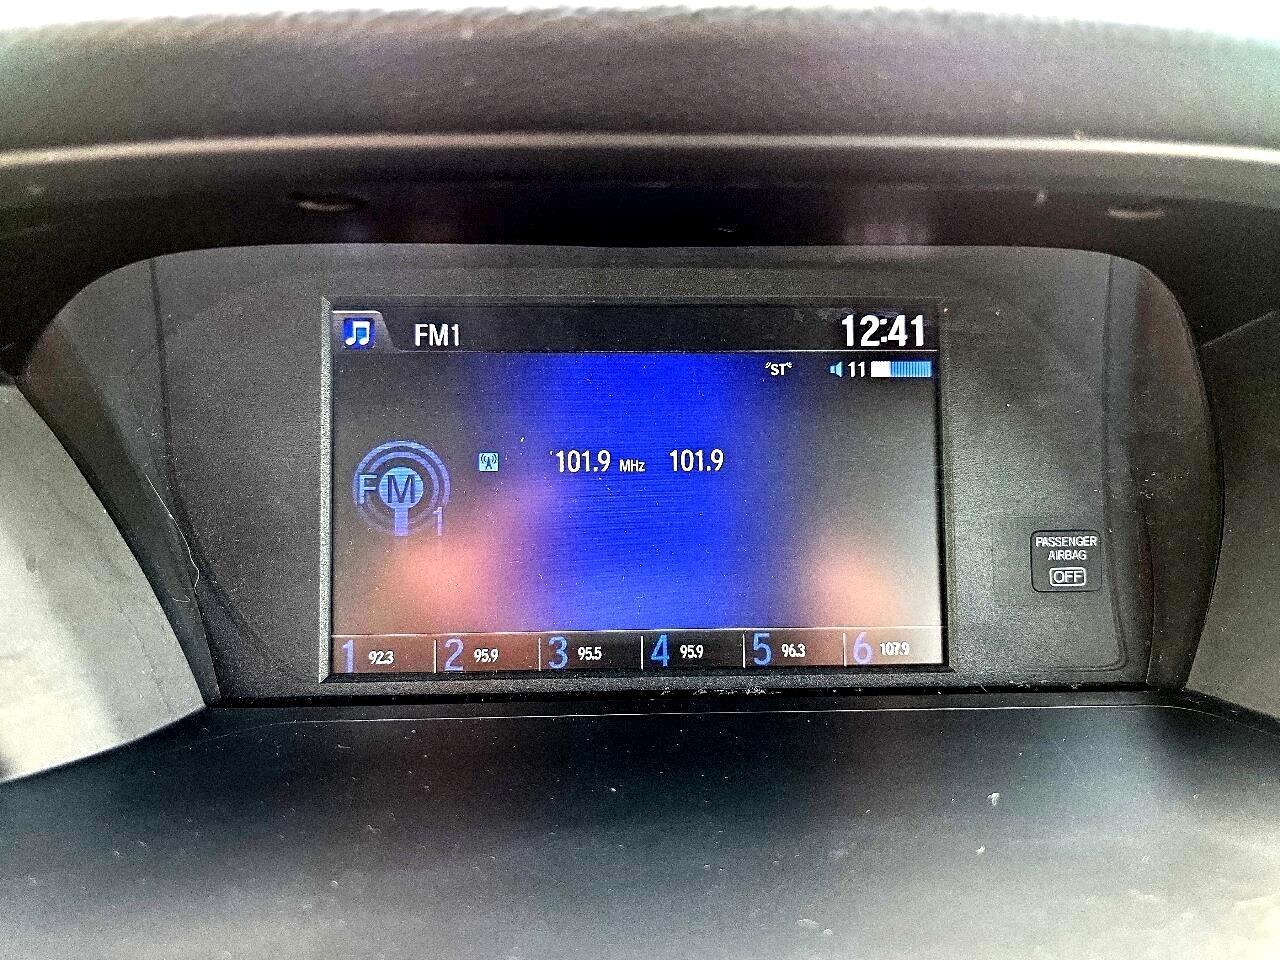 FM1 12:41
"ST" 11
101.9 MHz 101.9
FM
1
PASSENGER
AIRBAG
OFF
1 92.3 2 95.9 3 95.5 4 95.9 5 96.3 6 107.9